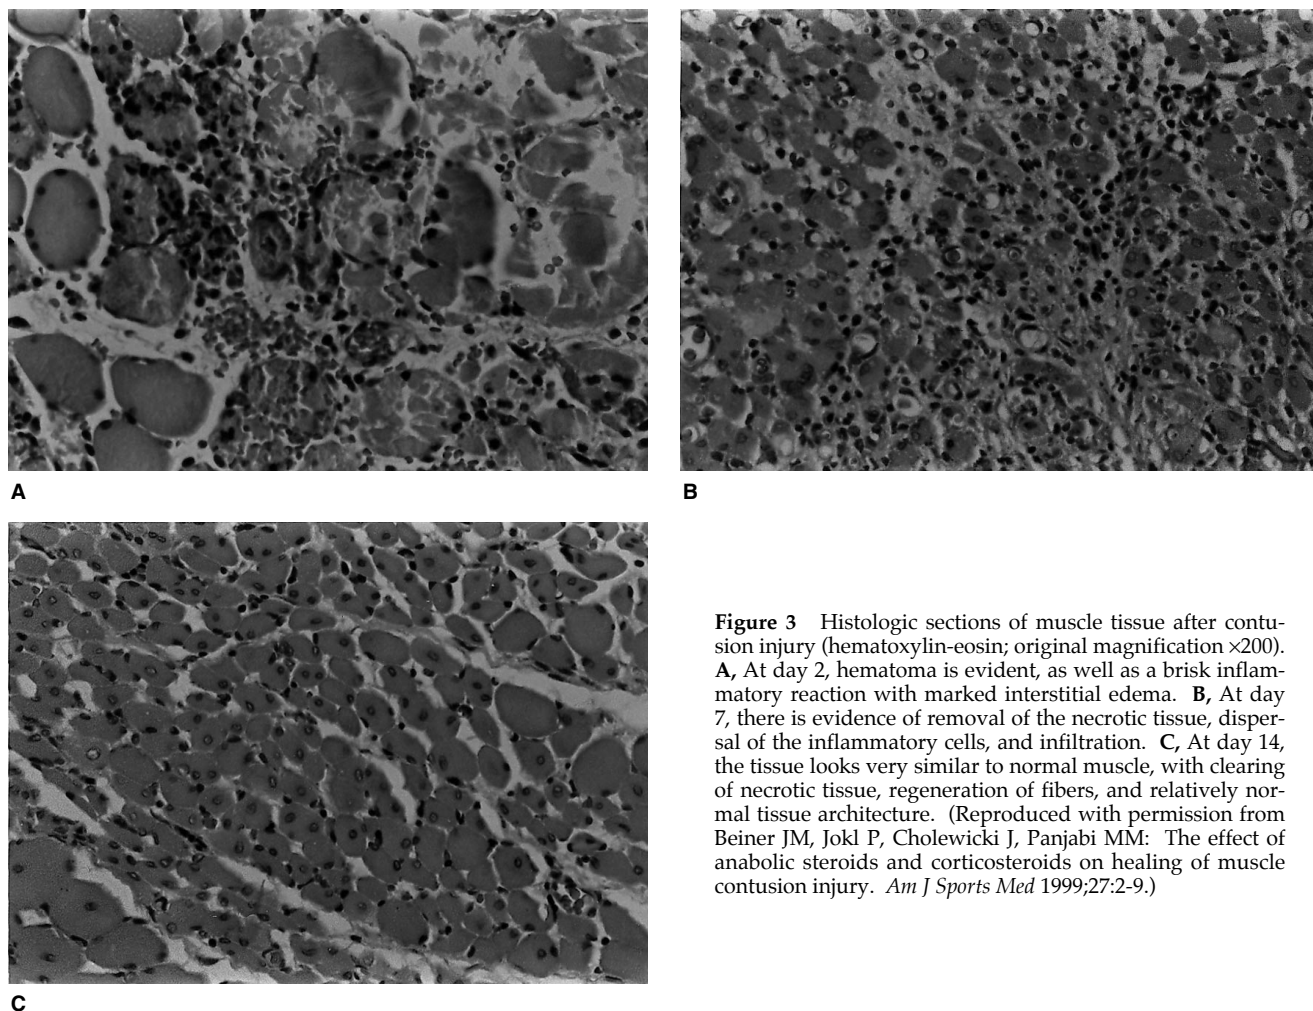 A
B
C
Figure 3 Histologic sections of muscle tissue after contu-
sion injury (hematoxylin-eosin; original magnification ×200).
A, At day 2, hematoma is evident, as well as a brisk inflam-
matory reaction with marked interstitial edema. B, At day
7, there is evidence of removal of the necrotic tissue, disper-
sal of the inflammatory cells, and infiltration. C, At day 14,
the tissue looks very similar to normal muscle, with clearing
of necrotic tissue, regeneration of fibers, and relatively nor-
mal tissue architecture. (Reproduced with permission from
Beiner JM, Jokl P, Cholewicki J, Panjabi MM: The effect of
anabolic steroids and corticosteroids on healing of muscle
contusion injury. Am J Sports Med 1999;27:2-9.)